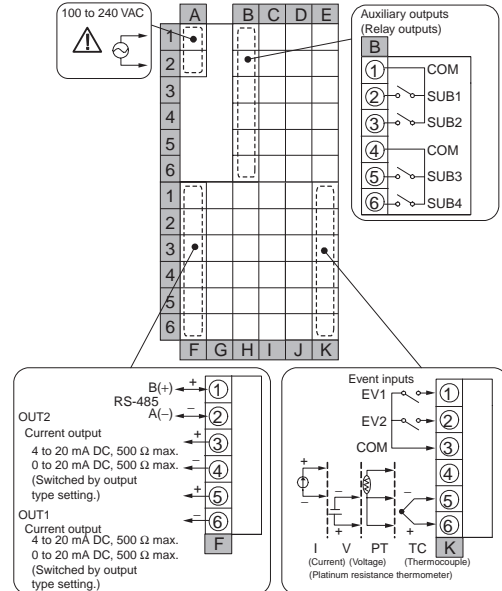 100 to 240 VAC
A B C D E
1
2
3
4
5
6
1
2
3
4
5
6
F G H I J K
Auxiliary outputs
(Relay outputs)
B
1 COM
2 SUB1
3 SUB2
4 COM
5 SUB3
6 SUB4
B(+) + 1
RS-485
A(−) − 2
OUT2
Current output
+ 3
4 to 20 mA DC, 500 Ω max.
0 to 20 mA DC, 500 Ω max.
− 4
(Switched by output
type setting.)
+ 5
OUT1
− 6
Current output
4 to 20 mA DC, 500 Ω max.
0 to 20 mA DC, 500 Ω max.
(Switched by output
type setting.)
F
Event inputs
EV1 1
EV2 2
COM 3
4
5
6
+ − − + − +
I V PT TC K
(Current) (Voltage) (Thermocouple)
(Platinum resistance thermometer)